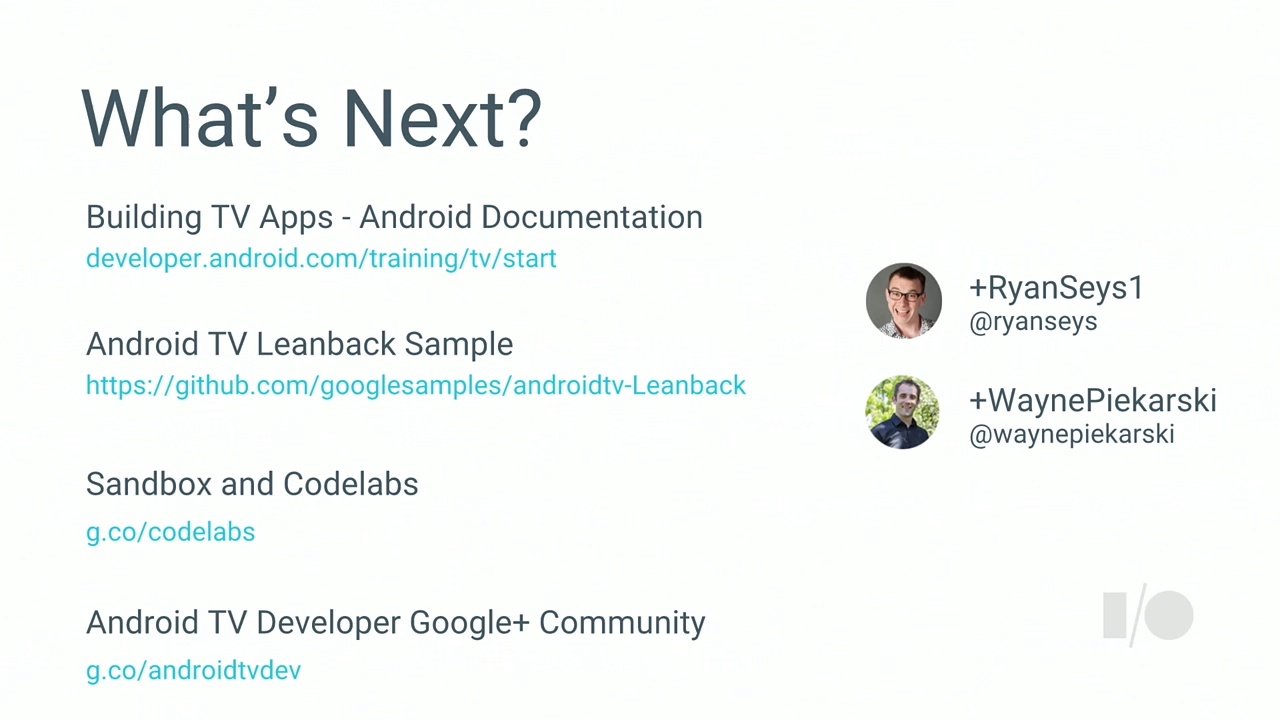 What’s Next?
Building TV Apps - Android Documentation
developer.android.com/training/tv/start
Android TV Leanback Sample
https://github.com/googlesamples/androidtv-Leanback
Sandbox and Codelabs
g.co/codelabs
Android TV Developer Google+ Community
g.co/androidtvdev
+RyanSeys1
@ryanseys
+WaynePiekarski
@waynepiekarski
I/O